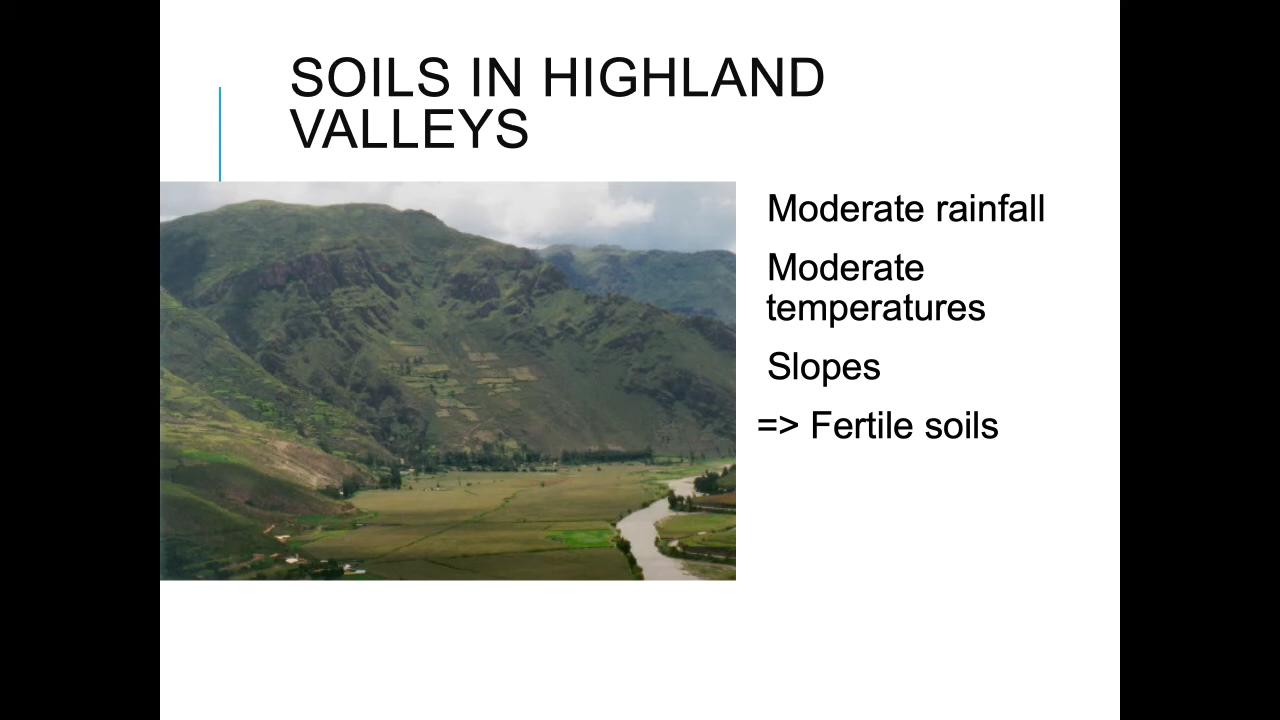 SOILS IN HIGHLAND
VALLEYS
Moderate rainfall
Moderate
temperatures
Slopes
=> Fertile soils